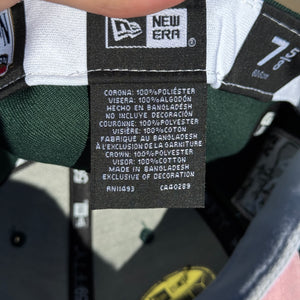 NEW
ERA
7 5/8
CORONA: 100%POLIÉSTER
VISERA: 100%ALGODÓN
HECHO EN BANGLADESH
NO INCLUYE DECORACIÓN
COURONNE: 100%POLYESTER
VISIÈRE: 100%COTON
FABRIQUÉ AU BANGLADESH
À L'EXCLUSION DE LA GARNITURE
CROWN: 100%POLYESTER
VISOR: 100%COTTON
MADE IN BANGLADESH
EXCLUSIVE OF DECORATION
RN11493 CA40289